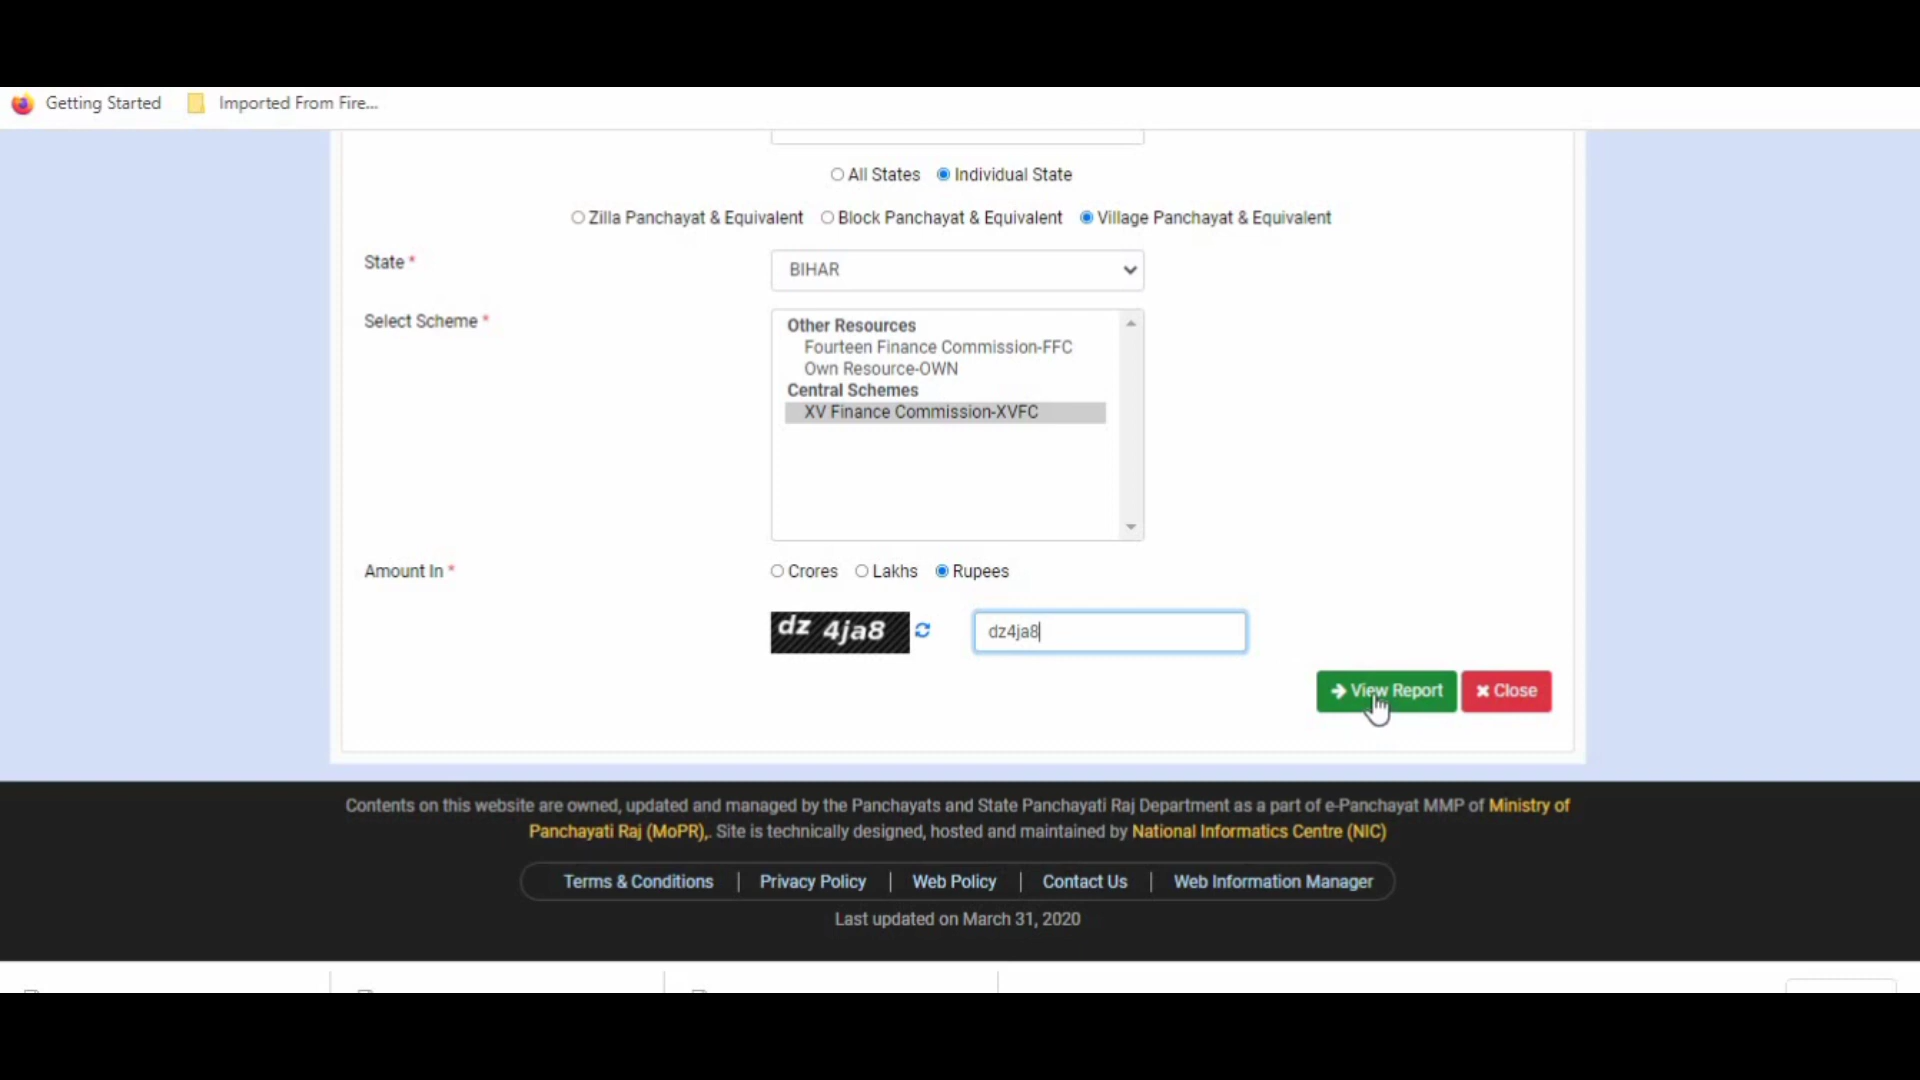 Getting Started Imported From Fire...
All States Individual State
Zilla Panchayat & Equivalent Block Panchayat & Equivalent Village Panchayat & Equivalent
State * BIHAR
Select Scheme *
Other Resources
Fourteen Finance Commission-FFC
Own Resource-OWN
Central Schemes
XV Finance Commission-XVFC
Amount In * Crores Lakhs Rupees
dz 4ja8 dz4ja8
View Report Close
Contents on this website are owned, updated and managed by the Panchayats and State Panchayati Raj Department as a part of e-Panchayat MMP of Ministry of
Panchayati Raj (MoPR),. Site is technically designed, hosted and maintained by National Informatics Centre (NIC)
Terms & Conditions | Privacy Policy | Web Policy | Contact Us | Web Information Manager
Last updated on March 31, 2020